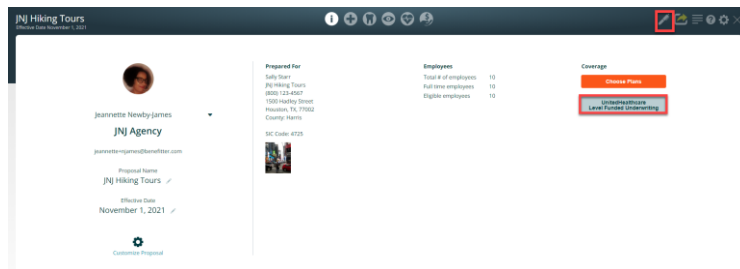 JNJ Hiking Tours
Effective Date November 1, 2021
Jeannette Newby-James
JNJ Agency
jeannette+njames@benefitter.com
Proposal Name
JNJ Hiking Tours
Effective Date
November 1, 2021
Customize Proposal
Prepared For
Sally Starr
JNJ Hiking Tours
(800) 123-4567
1500 Hadley Street
Houston, TX, 77002
County: Harris
SIC Code: 4725
Employees
Total # of employees 10
Full time employees 10
Eligible employees 10
Coverage
Choose Plans
UnitedHealthcare
Level Funded Underwriting